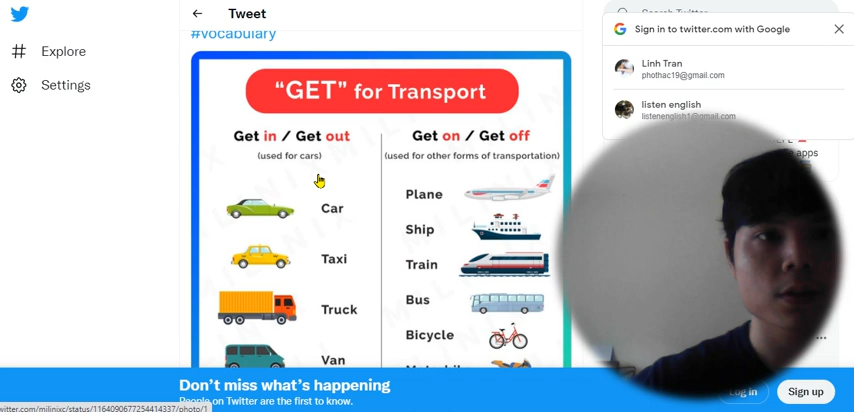 Tweet
Search Twitter
Explore
Settings
#vocabulary
"GET" for Transport
Get in / Get out
(used for cars)
Car
Taxi
Truck
Van
Get on / Get off
(used for other forms of transportation)
Plane
Ship
Train
Bus
Bicycle
Sign in to twitter.com with Google
Linh Tran
phothac19@gmail.com
listen english
listenenglish1@gmail.com
apps
Don't miss what's happening
People on Twitter are the first to know.
Log in
Sign up
witter.com/milinixc/status/1164090677254414337/photo/1